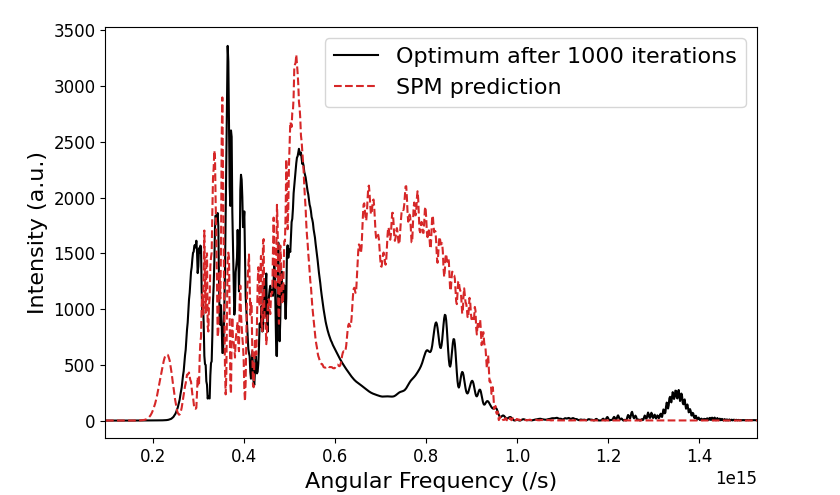 3500
3000
2500
2000
1500
1000
500
0
Intensity (a.u.)
Optimum after 1000 iterations
SPM prediction
0.2 0.4 0.6 0.8 1.0 1.2 1.4
1e15
Angular Frequency (/s)